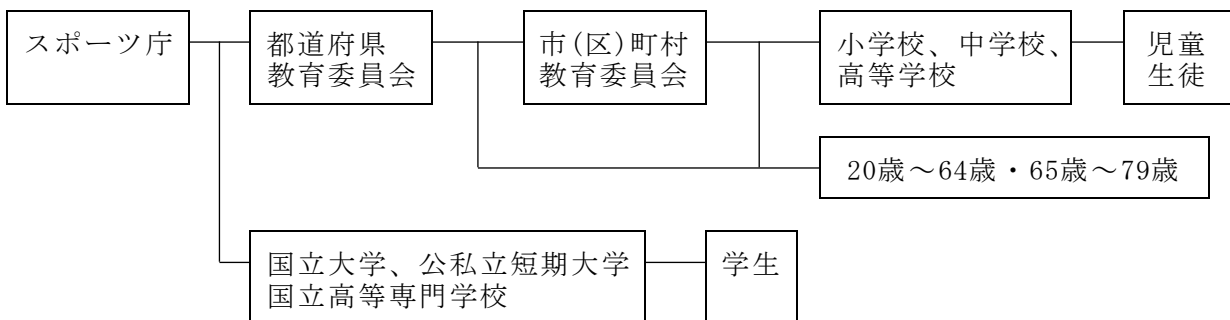 スポーツ庁
都道府県
教育委員会
市(区)町村
教育委員会
小学校、中学校、
高等学校
児童
生徒
20歳～64歳・65歳～79歳
国立大学、公私立短期大学
国立高等専門学校
学生